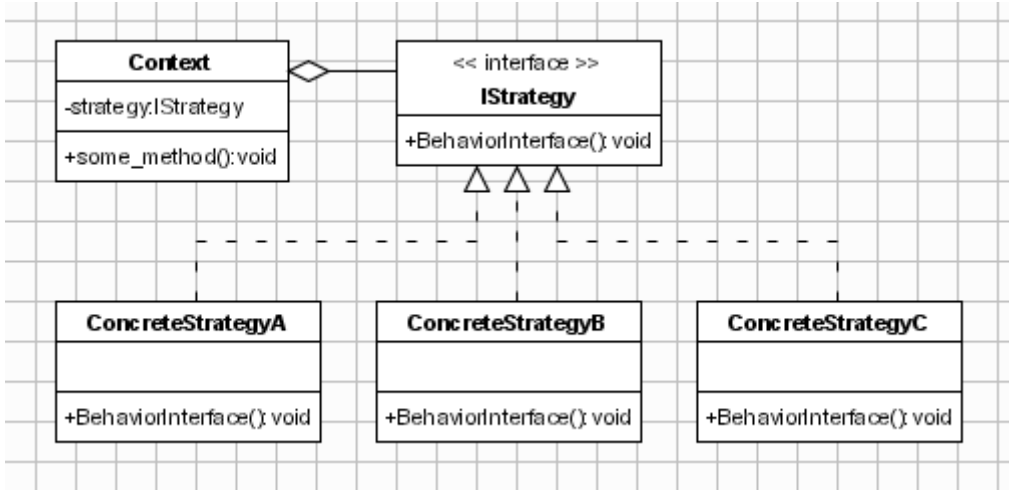 Context
-strategy:IStrategy
+some_method():void
<< interface >>
IStrategy
+BehaviorInterface(): void
ConcreteStrategyA
+BehaviorInterface(): void
ConcreteStrategyB
+BehaviorInterface(): void
ConcreteStrategyC
+BehaviorInterface(): void